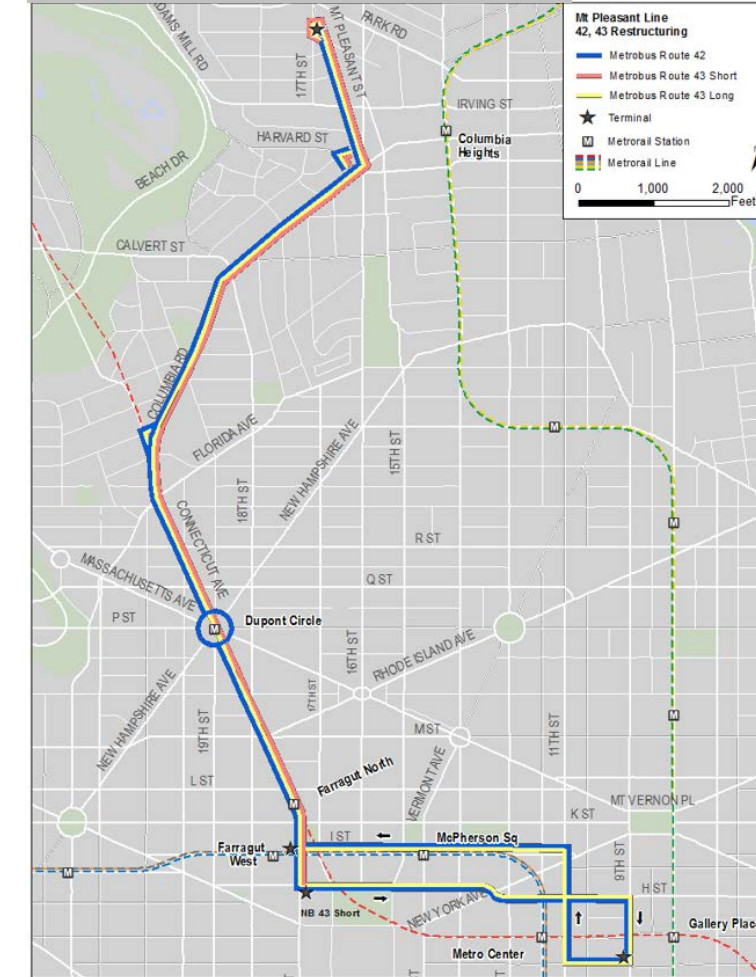 Mt Pleasant Line
42, 43 Restructuring
Metrobus Route 42
Metrobus Route 43 Short
Metrobus Route 43 Long
Terminal
M Metrorail Station
Metrorail Line
0 1,000 2,000
Feet
ADAMS MILL RD
MT PLEASANT ST
PARK RD
17TH ST
IRVING ST
M
Columbia
Heights
HARVARD ST
BEACH DR
CALVERT ST
COLUMBIA RD
FLORIDA AVE
NEW HAMPSHIRE AVE
15TH ST
M
18TH ST
CONNECTICUT AVE
M
R ST
MASSACHUSETTS AVE
Q ST
P ST
M
Dupont Circle
16TH ST
RHODE ISLAND AVE
NEW HAMPSHIRE AVE
17TH ST
19TH ST
M ST
11TH ST
M
VERMONT AVE
L ST
Farragut North
M
K ST
MT VERNON PL
I ST
McPherson Sq
Farragut
West
M
M
M
9TH ST
H ST
NB 43 Short
NEW YORK AVE
Gallery Plac
Metro Center
M
M